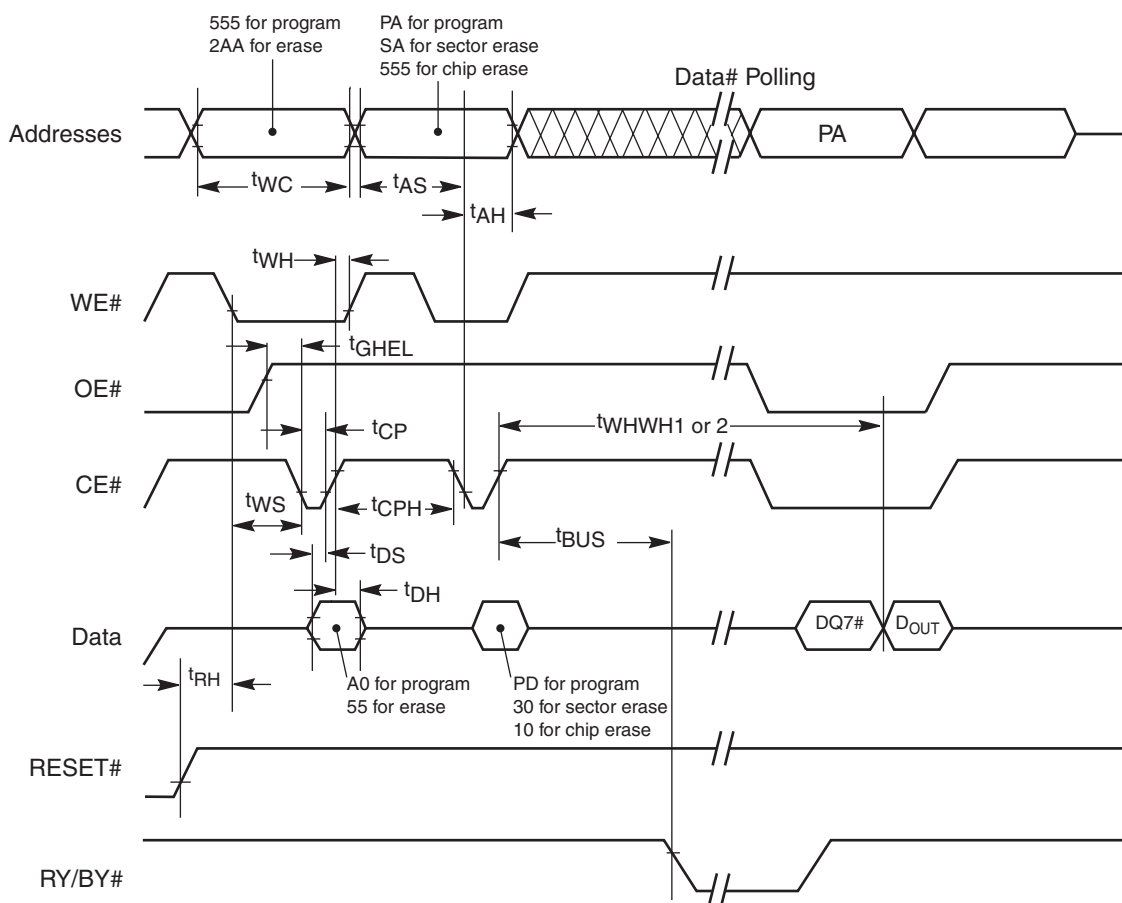 555 for program
2AA for erase
PA for program
SA for sector erase
555 for chip erase
Data# Polling
Addresses
PA
tWC
tAS
tAH
tWH
WE#
tGHEL
OE#
tWHWH1 or 2
tCP
CE#
tWS
tCPH
tBUS
tDS
tDH
Data
DQ7#
DOUT
tRH
A0 for program
55 for erase
PD for program
30 for sector erase
10 for chip erase
RESET#
RY/BY#